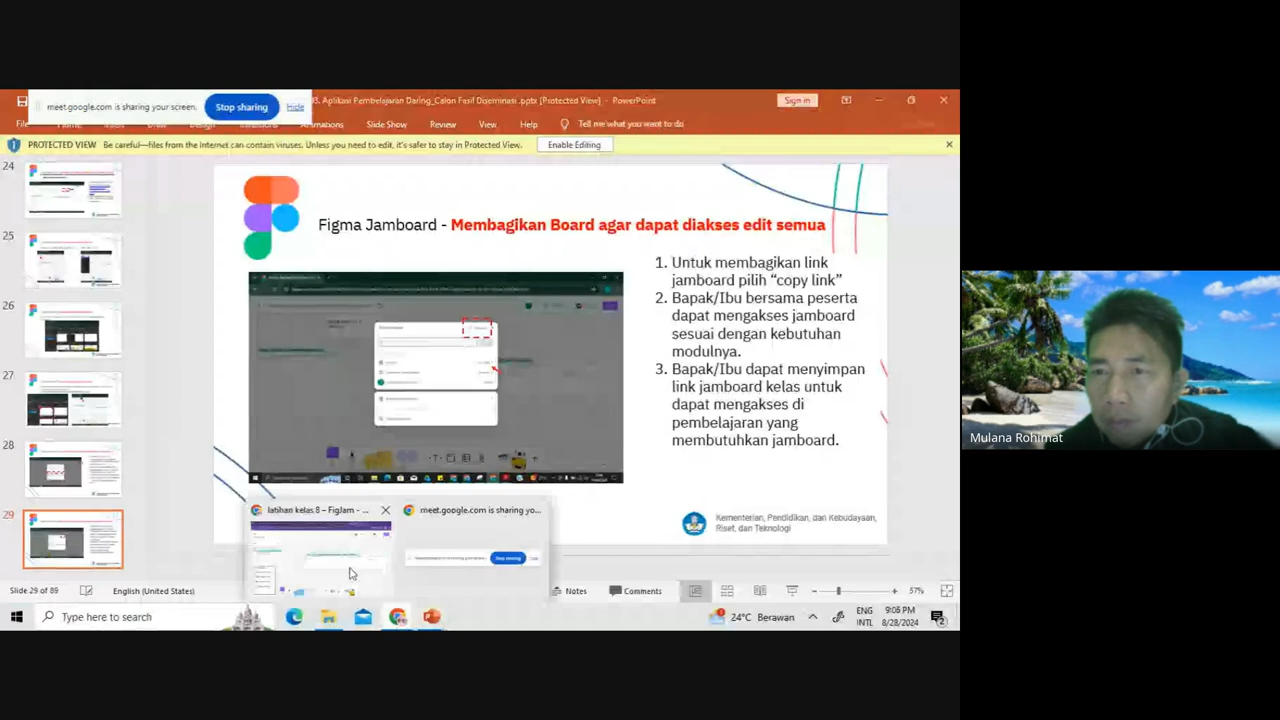 meet.google.com is sharing your screen.
Stop sharing
Hide
3. Aplikasi Pembelajaran Daring_Calon Fasil Diseminasi .pptx [Protected View] - PowerPoint
Sign in
File
Slide Show
Review
View
Help
Tell me what you want to do
PROTECTED VIEW Be careful—files from the Internet can contain viruses. Unless you need to edit, it's safer to stay in Protected View.
Enable Editing
24
25
26
27
28
29
Figma Jamboard - Membagikan Board agar dapat diakses edit semua
1. Untuk membagikan link
jamboard pilih “copy link”
2. Bapak/Ibu bersama peserta
dapat mengakses jamboard
sesuai dengan kebutuhan
modulnya.
3. Bapak/Ibu dapat menyimpan
link jamboard kelas untuk
dapat mengakses di
pembelajaran yang
membutuhkan jamboard.
Kementerian, Pendidikan, dan Kebudayaan,
Riset, dan Teknologi
latihan kelas 8 – FigJam - ...
meet.google.com is sharing yo...
Stop sharing
Slide 29 of 89
English (United States)
Notes
Comments
57%
Type here to search
24°C Berawan
ENG
INTL
9:06 PM
8/28/2024
2
Mulana Rohimat